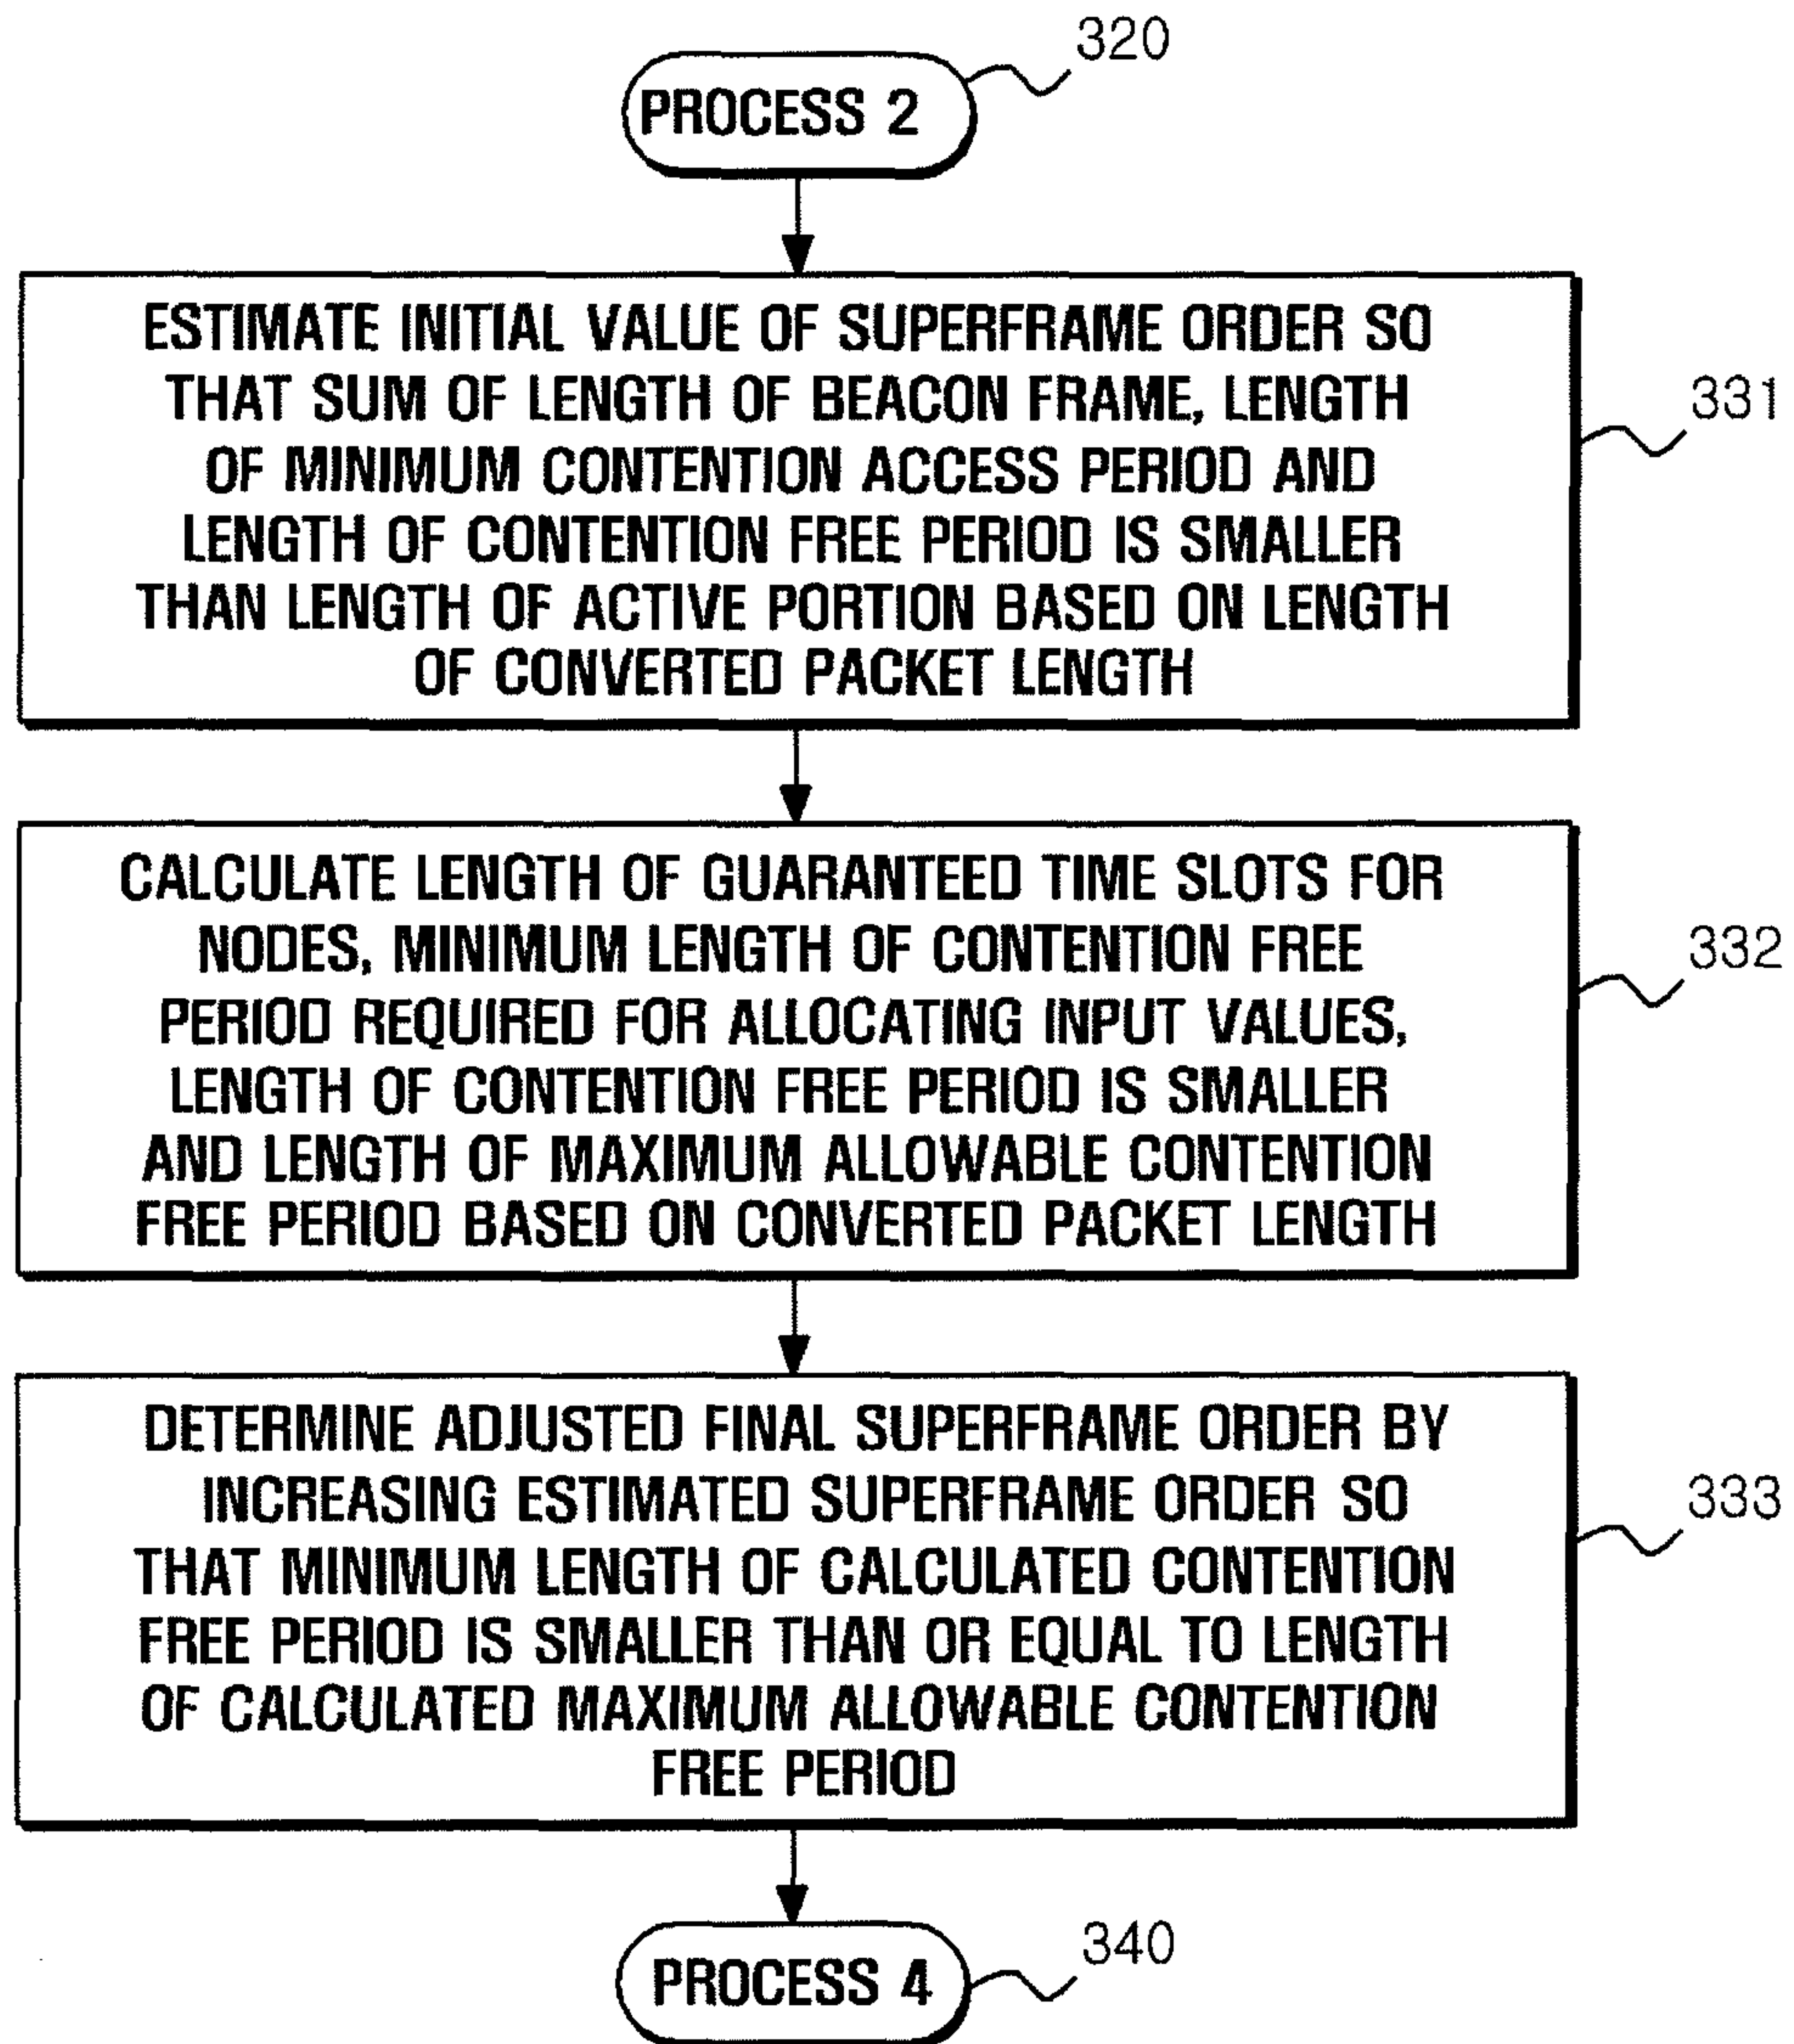 320
PROCESS 2
ESTIMATE INITIAL VALUE OF SUPERFRAME ORDER SO
THAT SUM OF LENGTH OF BEACON FRAME, LENGTH
OF MINIMUM CONTENTION ACCESS PERIOD AND
LENGTH OF CONTENTION FREE PERIOD IS SMALLER
THAN LENGTH OF ACTIVE PORTION BASED ON LENGTH
OF CONVERTED PACKET LENGTH
331
CALCULATE LENGTH OF GUARANTEED TIME SLOTS FOR
NODES, MINIMUM LENGTH OF CONTENTION FREE
PERIOD REQUIRED FOR ALLOCATING INPUT VALUES,
LENGTH OF CONTENTION FREE PERIOD IS SMALLER
AND LENGTH OF MAXIMUM ALLOWABLE CONTENTION
FREE PERIOD BASED ON CONVERTED PACKET LENGTH
332
DETERMINE ADJUSTED FINAL SUPERFRAME ORDER BY
INCREASING ESTIMATED SUPERFRAME ORDER SO
THAT MINIMUM LENGTH OF CALCULATED CONTENTION
FREE PERIOD IS SMALLER THAN OR EQUAL TO LENGTH
OF CALCULATED MAXIMUM ALLOWABLE CONTENTION
FREE PERIOD
333
PROCESS 4
340